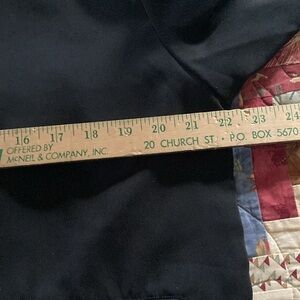 16 17 18 19 20 21 22 23 24
OFFERED BY
McNEIL & COMPANY, INC. 20 CHURCH ST. • P.O. BOX 5670